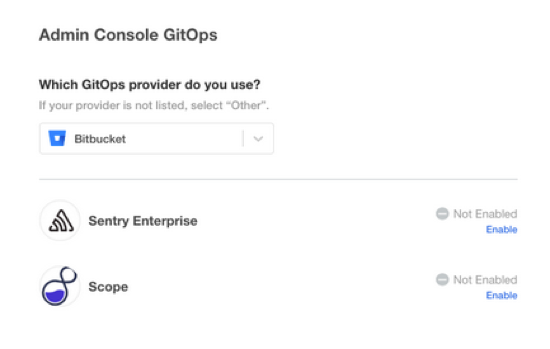 Admin Console GitOps
Which GitOps provider do you use?
If your provider is not listed, select “Other”.
Bitbucket
Sentry Enterprise
Not Enabled
Enable
Scope
Not Enabled
Enable